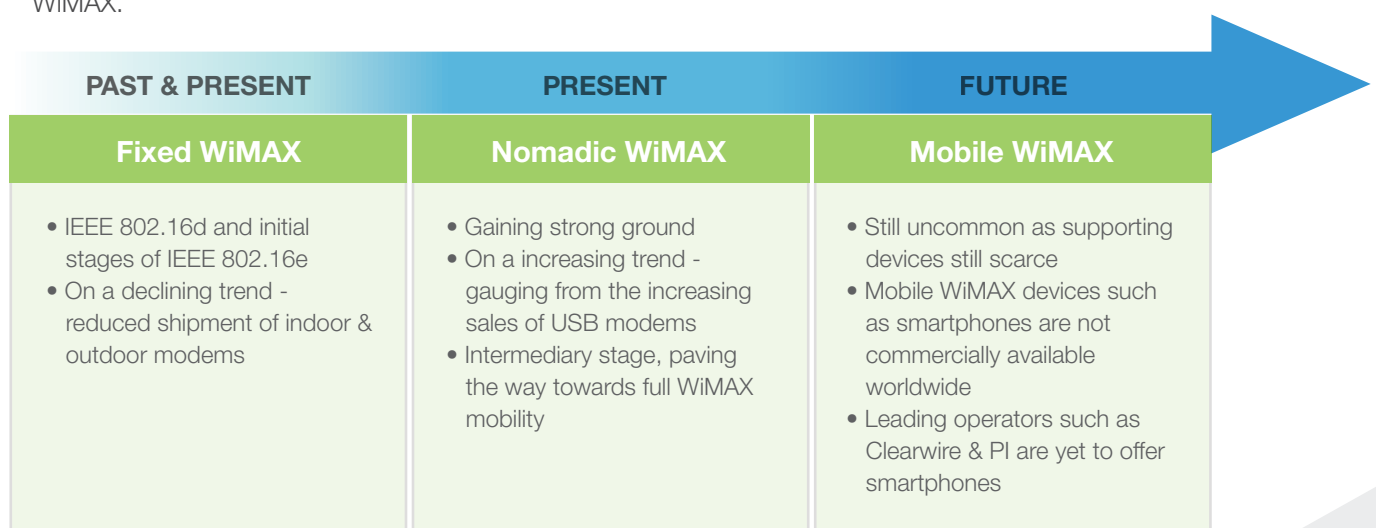 WiMAX.
PAST & PRESENT
PRESENT
FUTURE
Fixed WiMAX
Nomadic WiMAX
Mobile WiMAX
• IEEE 802.16d and initial
stages of IEEE 802.16e
• On a declining trend -
reduced shipment of indoor &
outdoor modems
• Gaining strong ground
• On a increasing trend -
gauging from the increasing
sales of USB modems
• Intermediary stage, paving
the way towards full WiMAX
mobility
• Still uncommon as supporting
devices still scarce
• Mobile WiMAX devices such
as smartphones are not
commercially available
worldwide
• Leading operators such as
Clearwire & PI are yet to offer
smartphones